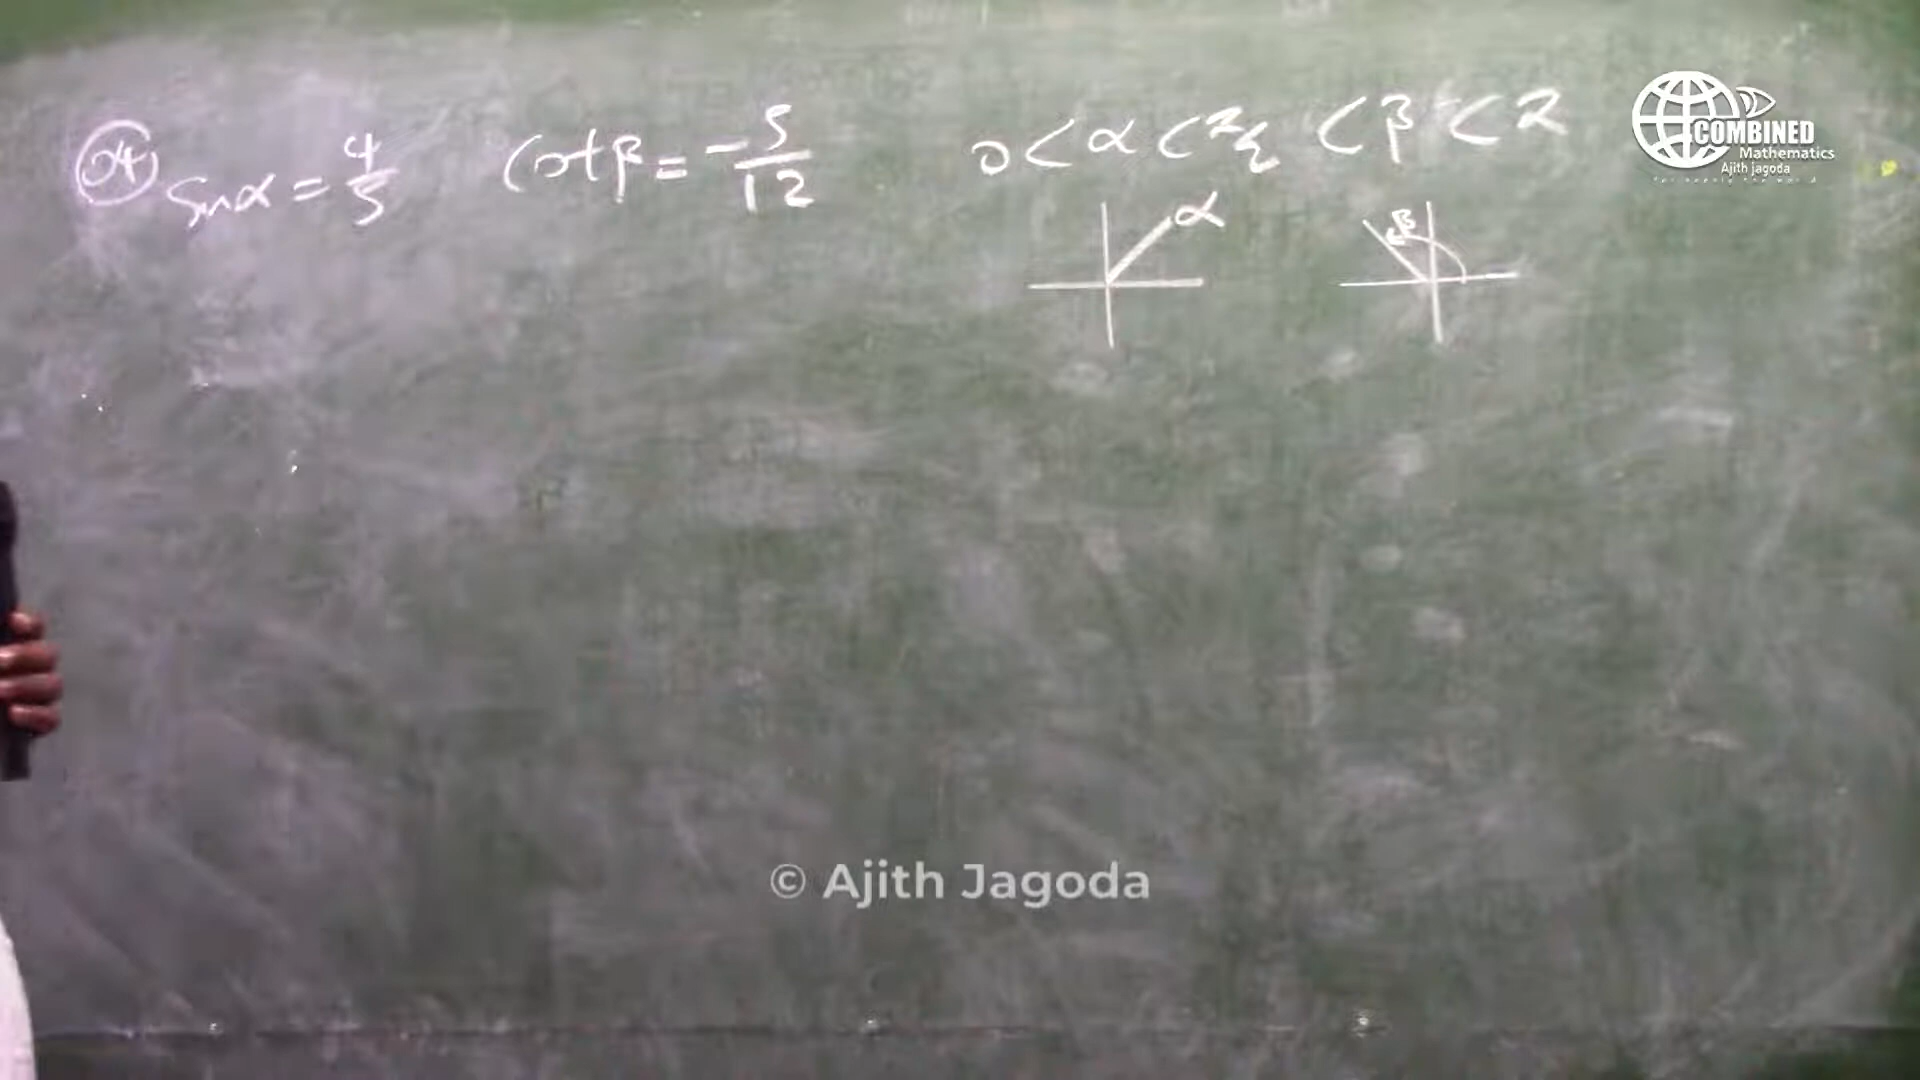 04 Sinα = 4/5 Cotβ = -5/12 0 < α < π/2 < β < π
α β
COMBINED
Mathematics
Ajith jagoda
© Ajith Jagoda